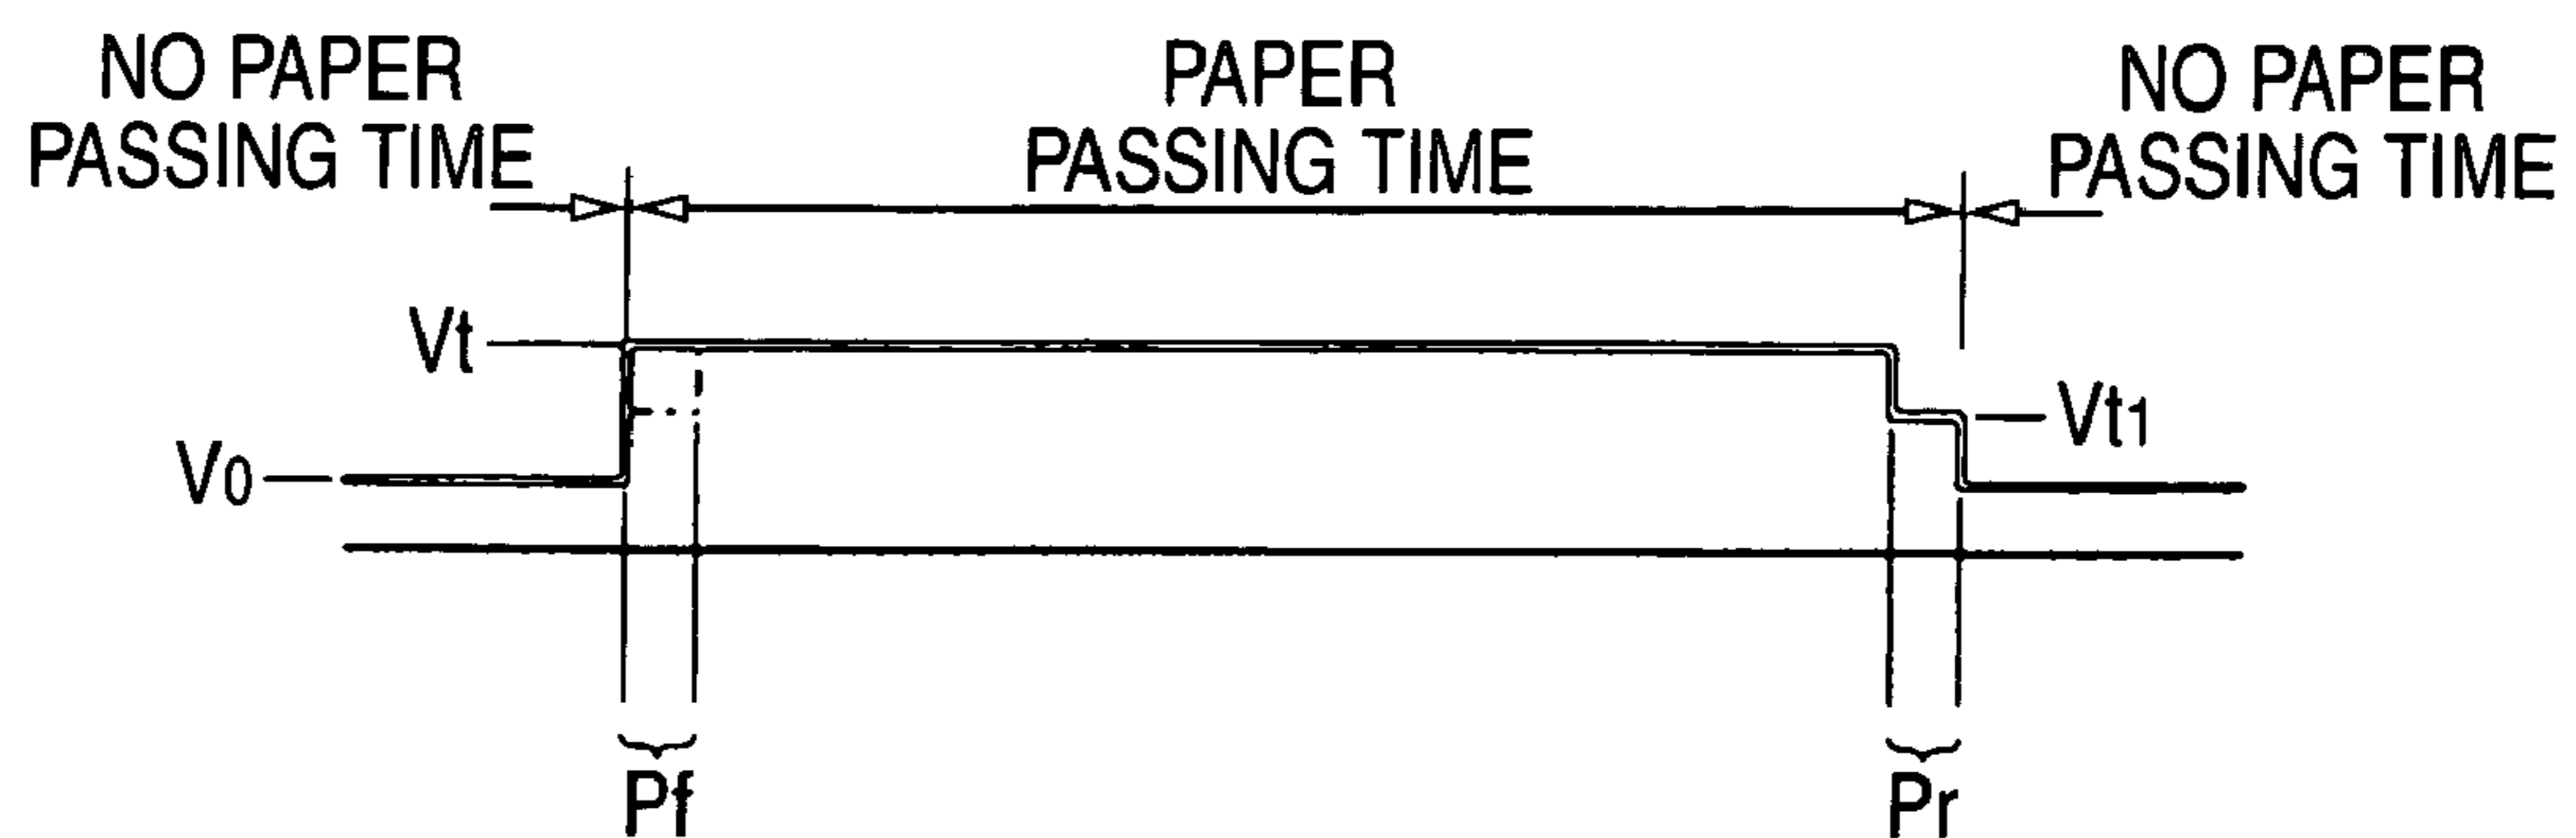 NO PAPER
PASSING TIME
PAPER
PASSING TIME
NO PAPER
PASSING TIME
Vt
Vt1
V0
Pf
Pr